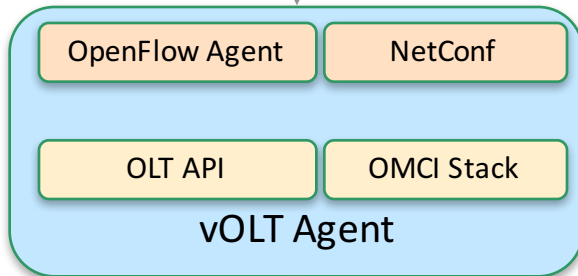 OpenFlow Agent
NetConf
OLT API
OMCI Stack
vOLT Agent